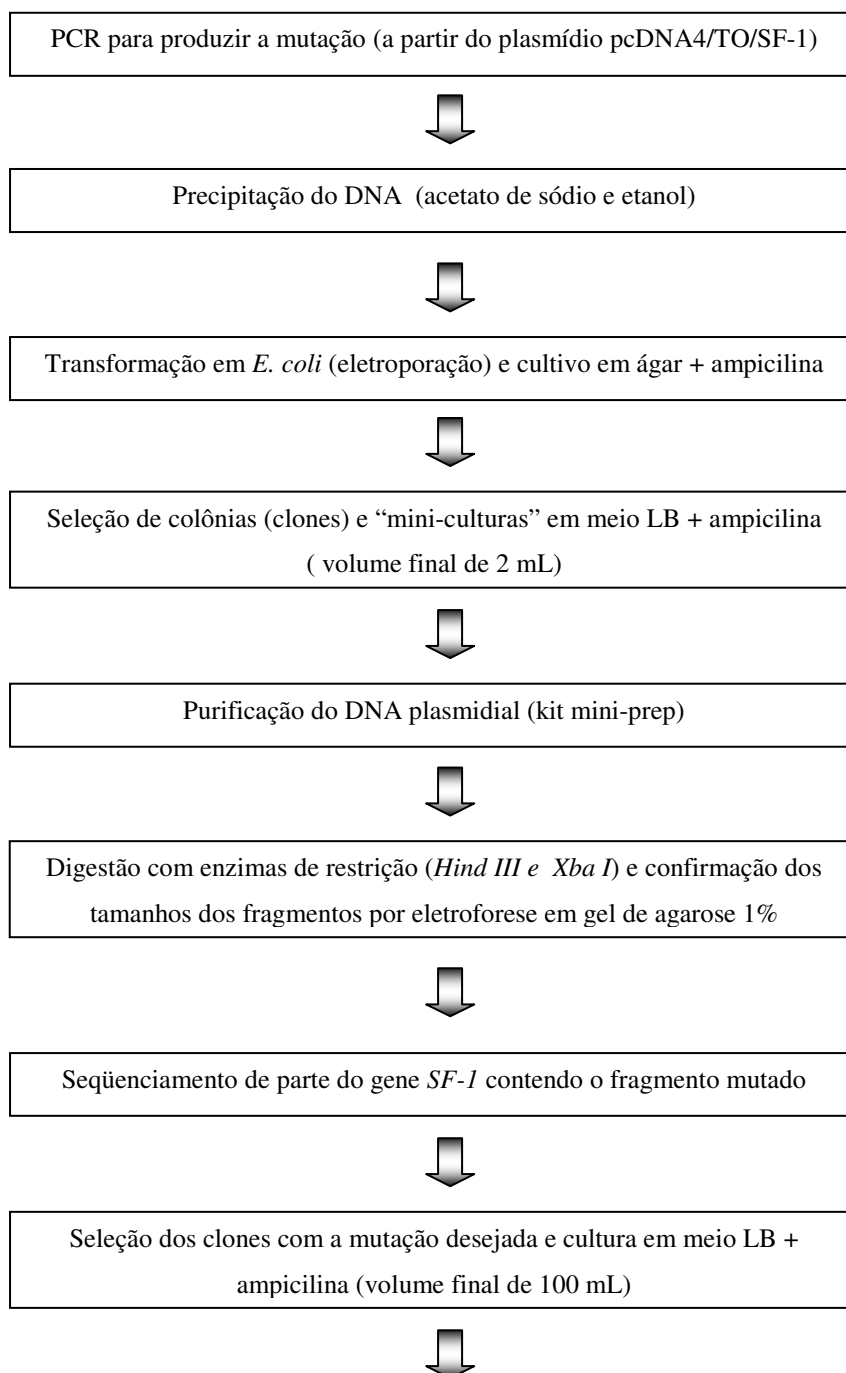 PCR para produzir a mutação (a partir do plasmídio pcDNA4/TO/SF-1)
Precipitação do DNA (acetato de sódio e etanol)
Transformação em E. coli (eletroporação) e cultivo em ágar + ampicilina
Seleção de colônias (clones) e “mini-culturas” em meio LB + ampicilina
( volume final de 2 mL)
Purificação do DNA plasmidial (kit mini-prep)
Digestão com enzimas de restrição (Hind III e Xba I) e confirmação dos
tamanhos dos fragmentos por eletroforese em gel de agarose 1%
Seqüenciamento de parte do gene SF-1 contendo o fragmento mutado
Seleção dos clones com a mutação desejada e cultura em meio LB +
ampicilina (volume final de 100 mL)